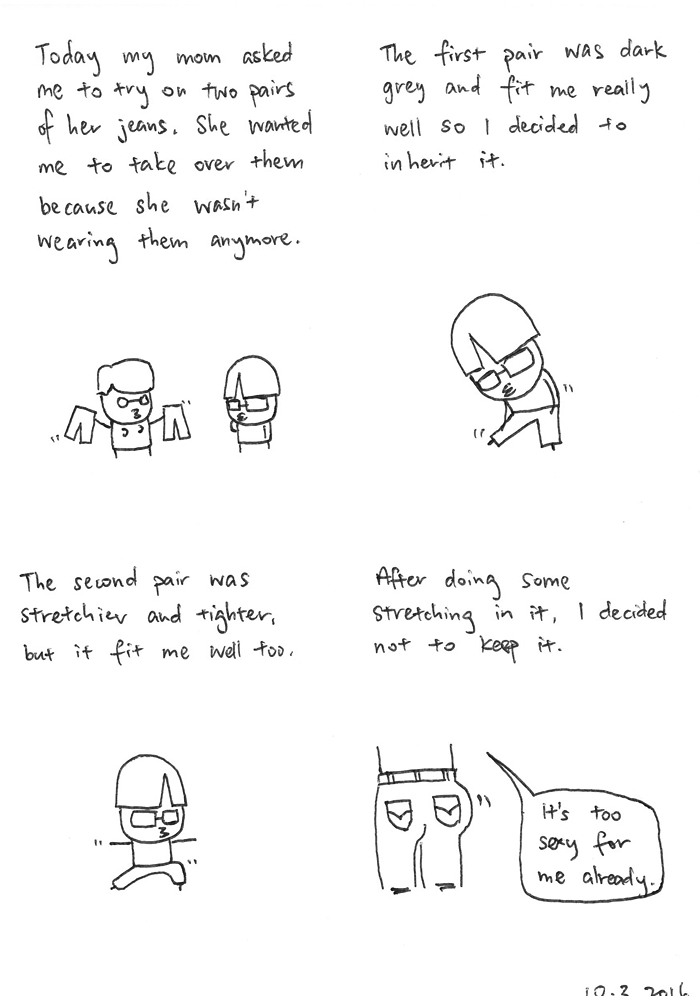 Today my mom asked
me to try on two pairs
of her jeans. She wanted
me to take over them
because she wasn't
wearing them anymore.
The first pair was dark
grey and fit me really
well so I decided to
inherit it.
The second pair was
stretchier and tighter,
but it fit me well too.
After doing some
stretching in it, I decided
not to keep it.
it's too
sexy for
me already.